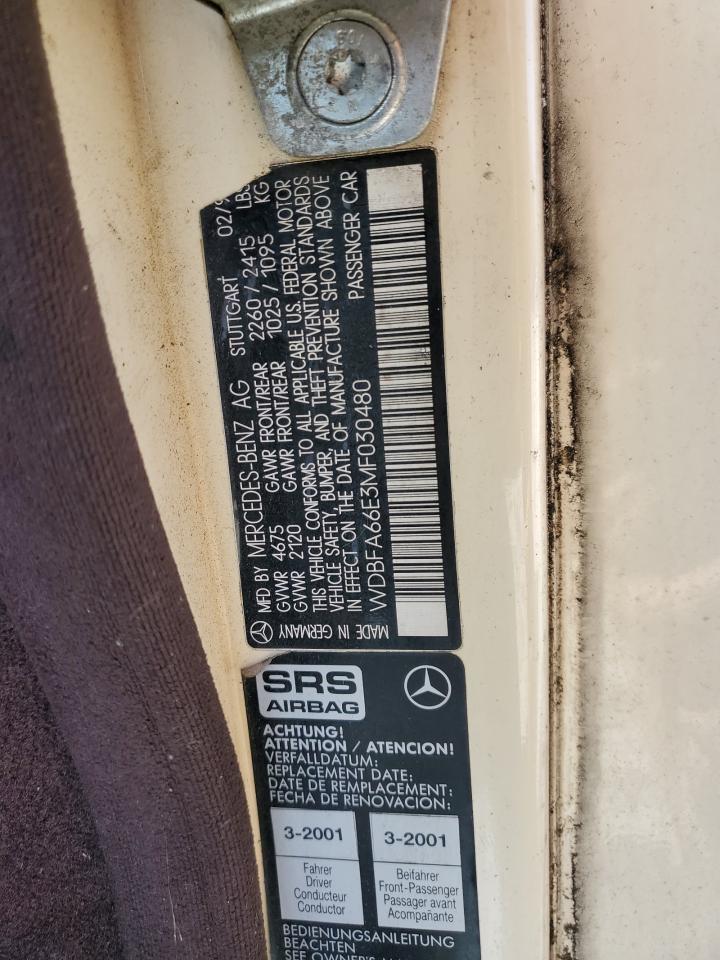 MFD BY MERCEDES-BENZ AG STUTTGART 02/9
GVWR 4675 GAWR FRONT/REAR 2260 / 2415 LBS
GVWR 2120 GAWR FRONT/REAR 1025 / 1095 KG
THIS VEHICLE CONFORMS TO ALL APPLICABLE U.S. FEDERAL MOTOR
VEHICLE SAFETY, BUMPER, AND THEFT PREVENTION STANDARDS
IN EFFECT ON THE DATE OF MANUFACTURE SHOWN ABOVE
WDBFA66E3MF030480 PASSENGER CAR
MADE IN GERMANY
SRS
AIRBAG
ACHTUNG!
ATTENTION / ATENCION!
VERFALLDATUM:
REPLACEMENT DATE:
DATE DE REMPLACEMENT:
FECHA DE RENOVACION:
3-2001 3-2001
Fahrer Beifahrer
Driver Front-Passenger
Conducteur Passager avant
Conductor Acompañante
BEDIENUNGSANLEITUNG
BEACHTEN
SEE OWNER'S